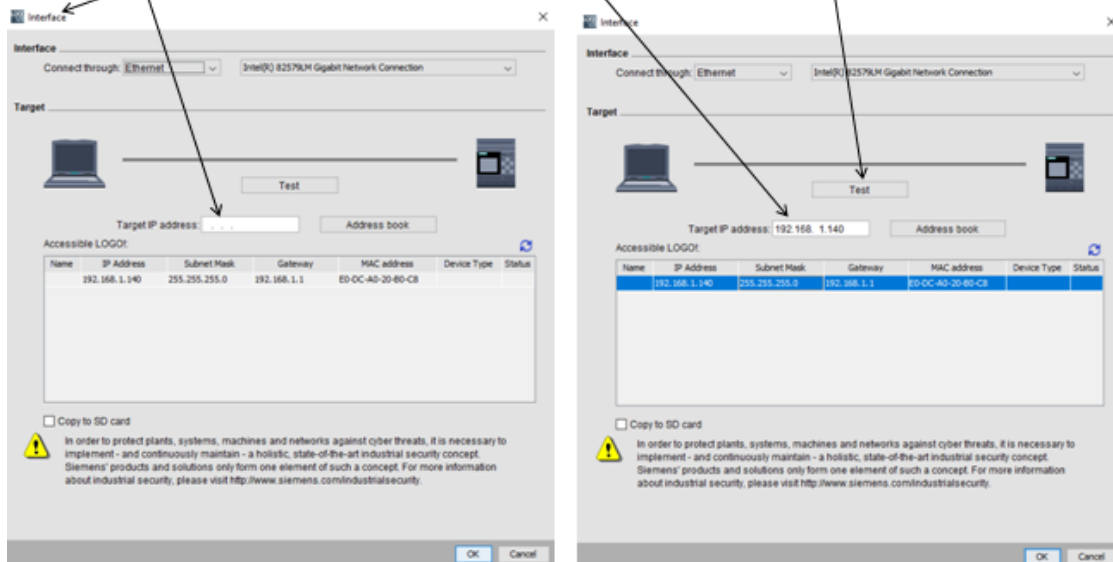 Interface
Interface
Connect through: Ethernet Intel(R) 82579LM Gigabit Network Connection
Target
Test
Target IP address: . . . Address book
Accessible LOGO!:
Name IP Address Subnet Mask Gateway MAC address Device Type Status
192.168.1.140 255.255.255.0 192.168.1.1 E0-DC-A0-20-B0-C8
Copy to SD card
In order to protect plants, systems, machines and networks against cyber threats, it is necessary to
implement - and continuously maintain - a holistic, state-of-the-art industrial security concept.
Siemens' products and solutions only form one element of such a concept. For more information
about industrial security, please visit http://www.siemens.com/industrialsecurity.
OK Cancel
Interface
Interface
Connect through: Ethernet Intel(R) 82579LM Gigabit Network Connection
Target
Test
Target IP address: 192.168. 1.140 Address book
Accessible LOGO!:
Name IP Address Subnet Mask Gateway MAC address Device Type Status
192.168.1.140 255.255.255.0 192.168.1.1 E0-DC-A0-20-B0-C8
Copy to SD card
In order to protect plants, systems, machines and networks against cyber threats, it is necessary to
implement - and continuously maintain - a holistic, state-of-the-art industrial security concept.
Siemens' products and solutions only form one element of such a concept. For more information
about industrial security, please visit http://www.siemens.com/industrialsecurity.
OK Cancel